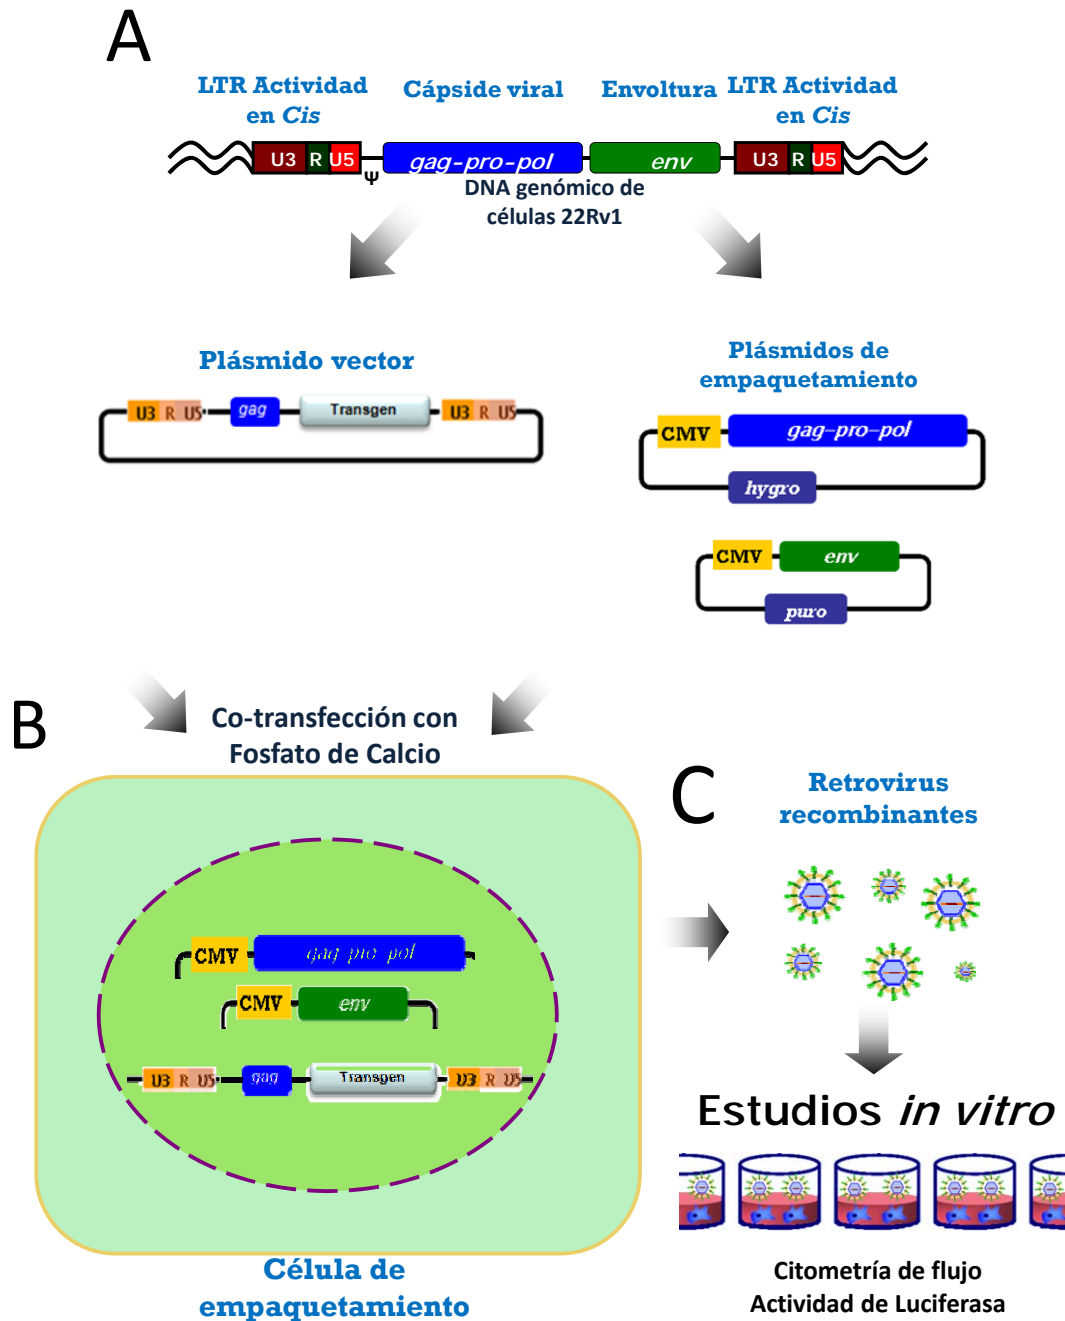 A
LTR Actividad
en Cis
Cápside viral
Envoltura
LTR Actividad
en Cis
U3 R U5
Ψ
gag-pro-pol
env
U3 R U5
DNA genómico de
células 22Rv1
Plásmido vector
U3 R U5
gag
Transgen
U3 R U5
Plásmidos de
empaquetamiento
CMV
gag-pro-pol
hygro
CMV
env
puro
B
Co-transfección con
Fosfato de Calcio
CMV
gag pro pol
CMV
env
U3 R U5
gag
Transgen
U3 R U5
Célula de
empaquetamiento
C
Retrovirus
recombinantes
Estudios in vitro
Citometría de flujo
Actividad de Luciferasa